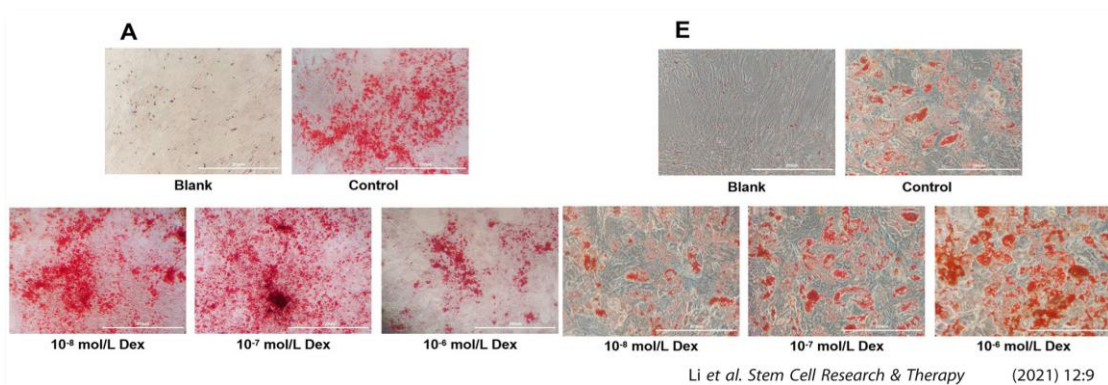 A
E
Blank
Control
Blank
Control
10⁻⁸ mol/L Dex
10⁻⁷ mol/L Dex
10⁻⁶ mol/L Dex
10⁻⁸ mol/L Dex
10⁻⁷ mol/L Dex
10⁻⁶ mol/L Dex
Li et al. Stem Cell Research & Therapy (2021) 12:9